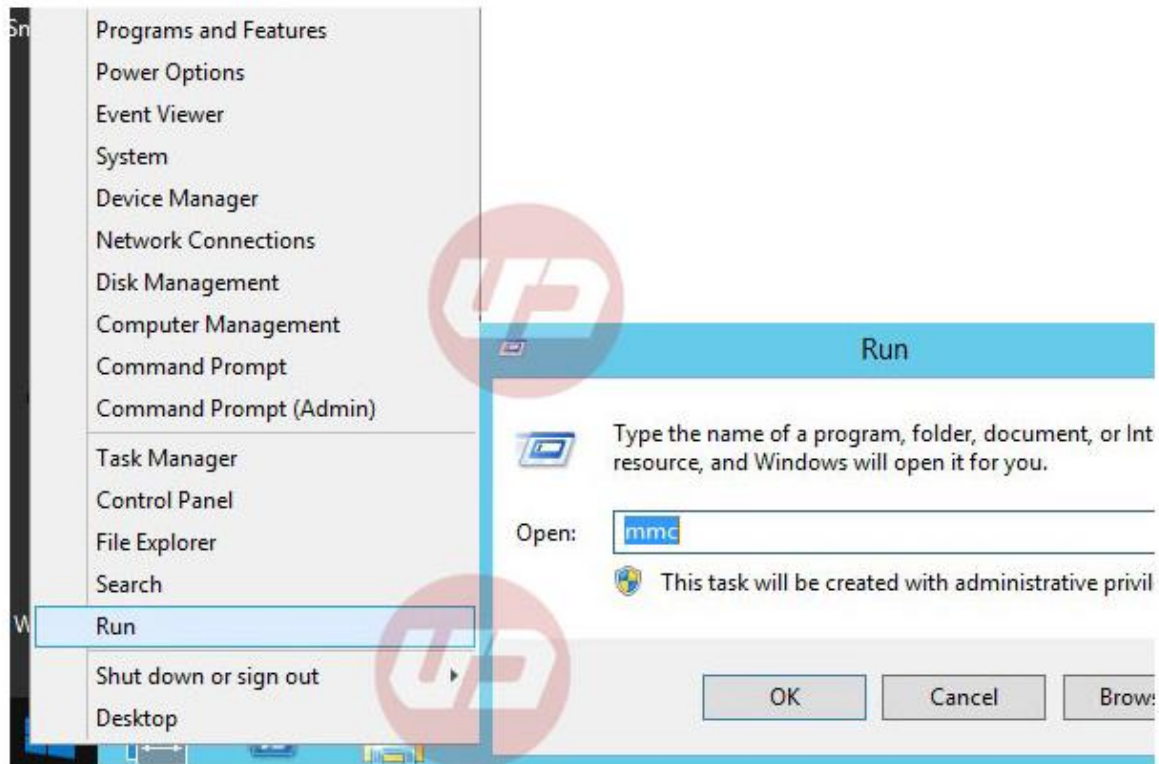 Sn
Programs and Features
Power Options
Event Viewer
System
Device Manager
Network Connections
Disk Management
Computer Management
Command Prompt
Command Prompt (Admin)
Task Manager
Control Panel
File Explorer
Search
W
Run
Shut down or sign out
Desktop
UP
Run
Type the name of a program, folder, document, or Int
resource, and Windows will open it for you.
Open: mmc
This task will be created with administrative privil
UP
OK Cancel Brows